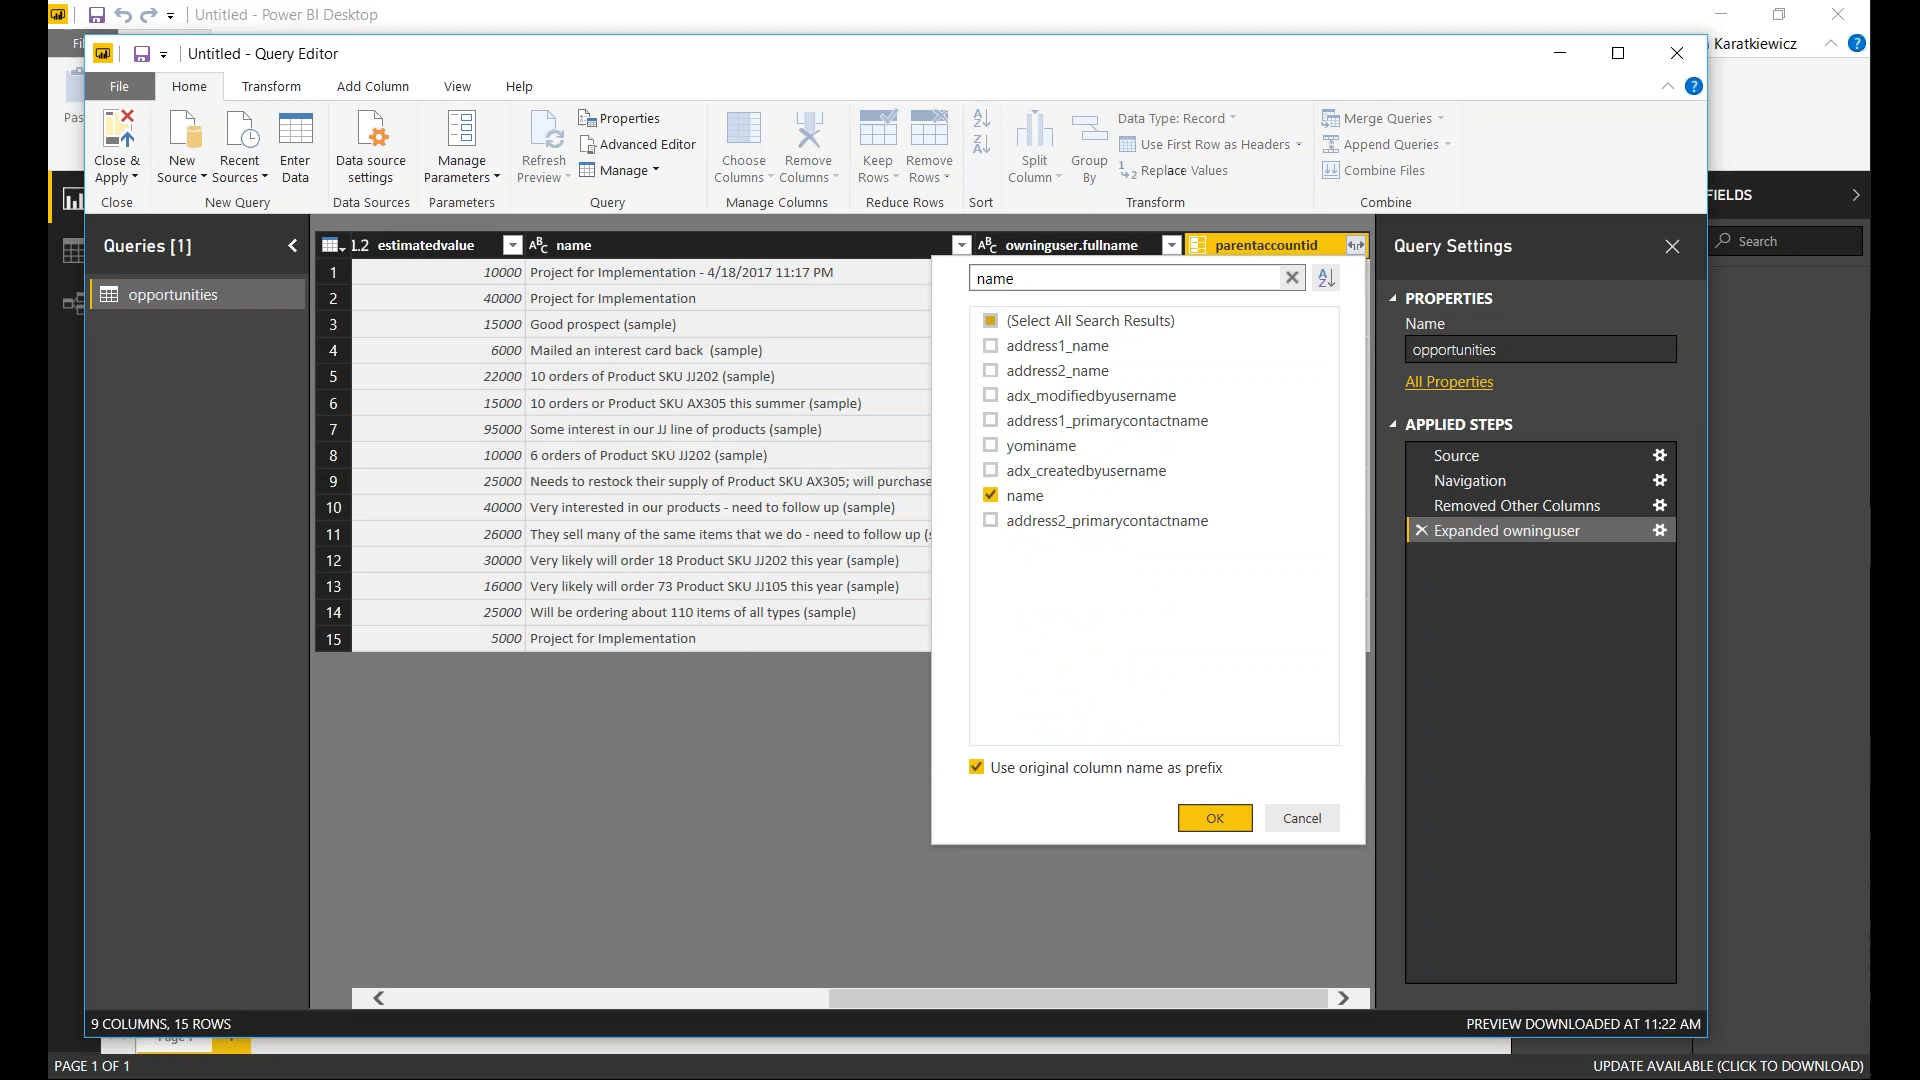 Untitled - Power BI Desktop
Karatkiewicz
Untitled - Query Editor
File
Home
Transform
Add Column
View
Help
Close & Apply
New Source
Recent Sources
Enter Data
Data source settings
Manage Parameters
Refresh Preview
Properties
Advanced Editor
Manage
Choose Columns
Remove Columns
Keep Rows
Remove Rows
Split Column
Group By
Data Type: Record
Use First Row as Headers
Replace Values
Merge Queries
Append Queries
Combine Files
Close
New Query
Data Sources
Parameters
Query
Manage Columns
Reduce Rows
Sort
Transform
Combine
FIELDS
Search
Queries [1]
opportunities
1.2 estimatedvalue
ABC name
ABC owninguser.fullname
parentaccountid
1 10000 Project for Implementation - 4/18/2017 11:17 PM
2 40000 Project for Implementation
3 15000 Good prospect (sample)
4 6000 Mailed an interest card back (sample)
5 22000 10 orders of Product SKU JJ202 (sample)
6 15000 10 orders or Product SKU AX305 this summer (sample)
7 95000 Some interest in our JJ line of products (sample)
8 10000 6 orders of Product SKU JJ202 (sample)
9 25000 Needs to restock their supply of Product SKU AX305; will purchase
10 40000 Very interested in our products - need to follow up (sample)
11 26000 They sell many of the same items that we do - need to follow up (s
12 30000 Very likely will order 18 Product SKU JJ202 this year (sample)
13 16000 Very likely will order 73 Product SKU JJ105 this year (sample)
14 25000 Will be ordering about 110 items of all types (sample)
15 5000 Project for Implementation
name
(Select All Search Results)
address1_name
address2_name
adx_modifiedbyusername
address1_primarycontactname
yominame
adx_createdbyusername
name
address2_primarycontactname
Use original column name as prefix
OK
Cancel
Query Settings
PROPERTIES
Name
opportunities
All Properties
APPLIED STEPS
Source
Navigation
Removed Other Columns
Expanded owninguser
9 COLUMNS, 15 ROWS
PREVIEW DOWNLOADED AT 11:22 AM
PAGE 1 OF 1
UPDATE AVAILABLE (CLICK TO DOWNLOAD)